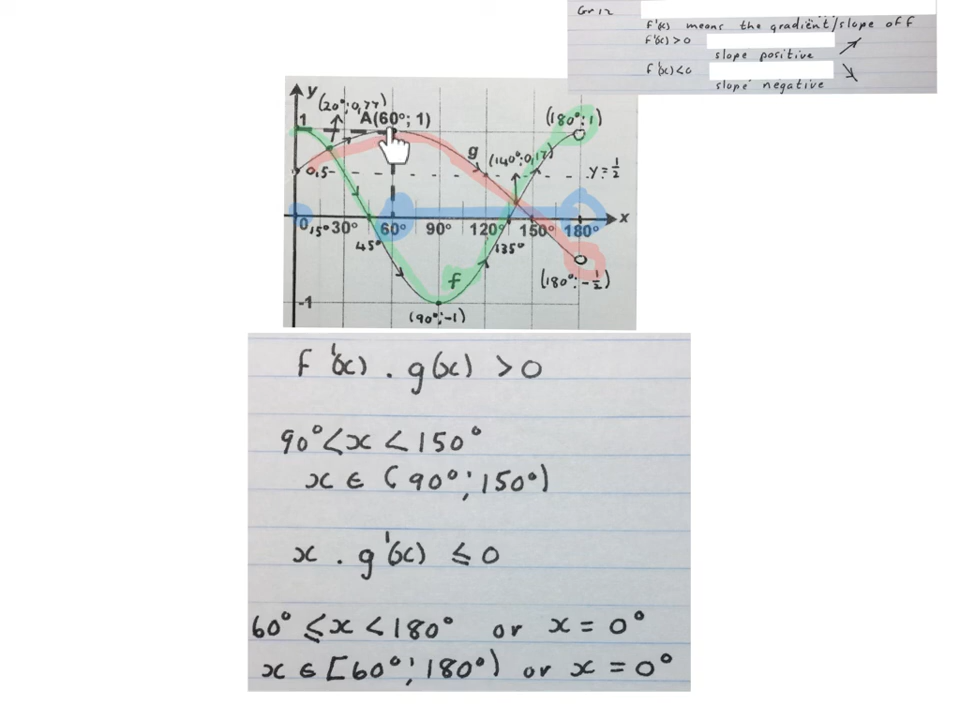 Gr 12
f'(x) means the gradient/slope of f
f'(x) > 0
slope positive
f'(x) < 0
slope negative
y
(20°; 0,77)
1
A(60°; 1)
(180°; 1)
g
(140°; 0,17)
0,5
y = 1/2
0 15° 30° 60° 90° 120° 150° 180° x
45°
135°
f
(180°; -1/2)
-1
(90°; -1)
f'(x) . g(x) > 0
90° < x < 150°
x ∈ (90°; 150°)
x . g'(x) ≤ 0
60° ≤ x < 180° or x = 0°
x ∈ [60°; 180°) or x = 0°